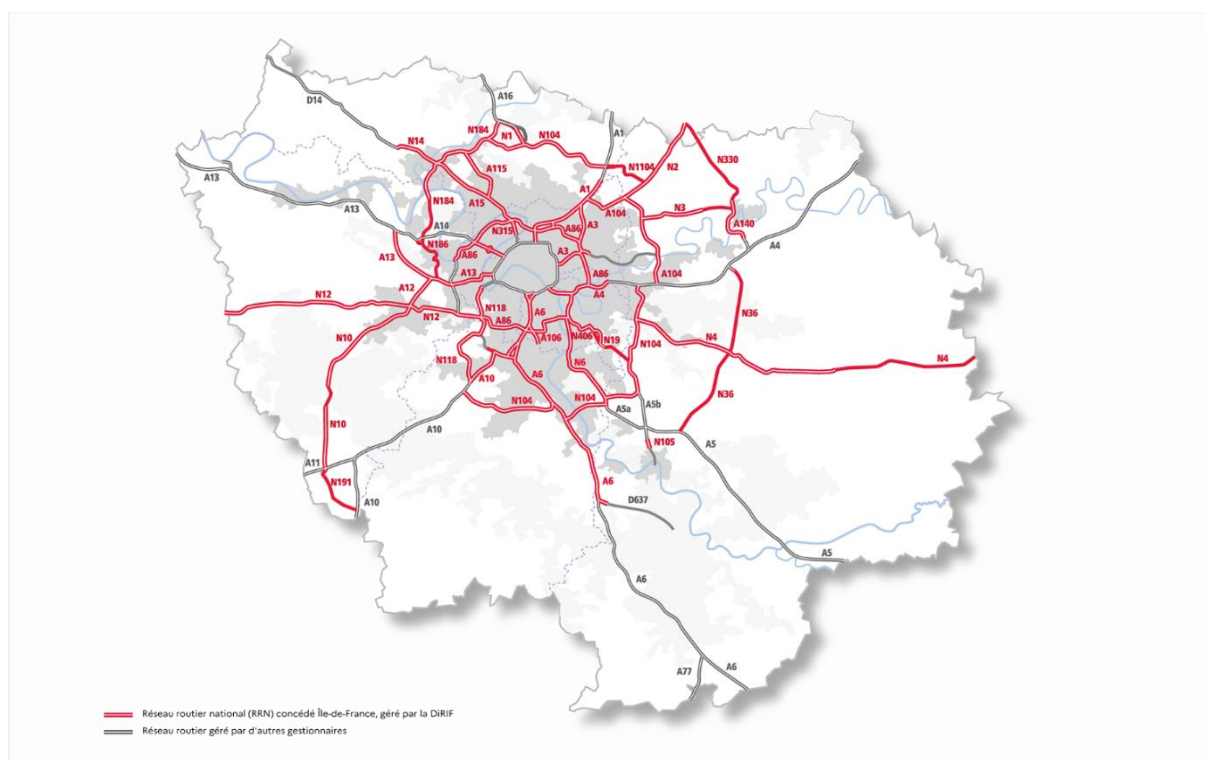 A16
D14
N184
N1
N104
A1
N14
N1104
N2
N330
A13
A115
A1
N184
A15
A104
N3
A13
A14
N315
A86
A3
A140
N186
A4
A13
A86
A3
A13
A86
A104
A12
A4
N12
N118
A6
N36
N12
A86
N10
A106
N406
N19
N104
N4
N118
N6
N4
A10
A6
N36
N104
N104
A5a
A5b
N10
A10
A5
N105
A11
N191
A6
A10
D637
A5
A6
A77
A6
Réseau routier national (RRN) concédé Île-de-France, géré par la DiRIF
Réseau routier géré par d'autres gestionnaires